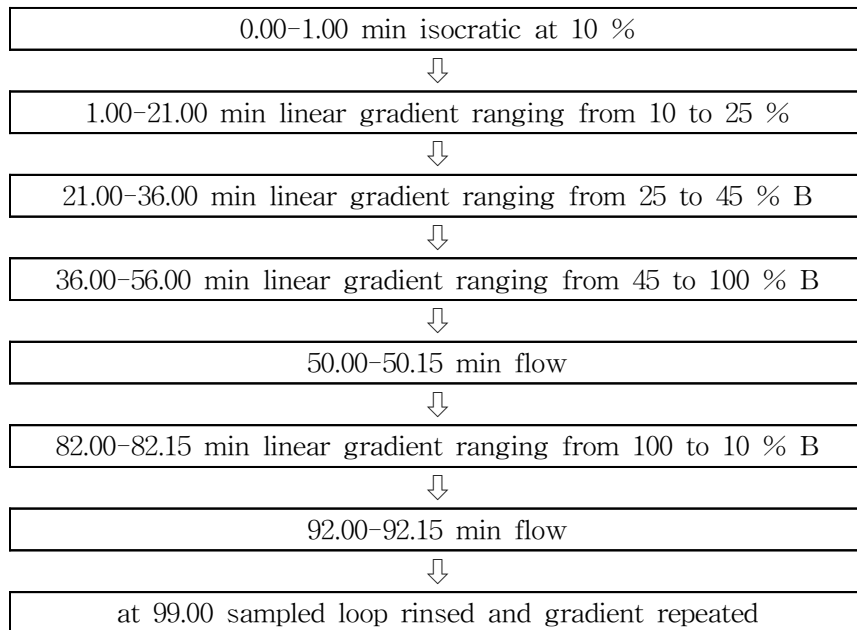 0.00-1.00 min isocratic at 10 %
1.00-21.00 min linear gradient ranging from 10 to 25 %
21.00-36.00 min linear gradient ranging from 25 to 45 % B
36.00-56.00 min linear gradient ranging from 45 to 100 % B
50.00-50.15 min flow
82.00-82.15 min linear gradient ranging from 100 to 10 % B
92.00-92.15 min flow
at 99.00 sampled loop rinsed and gradient repeated